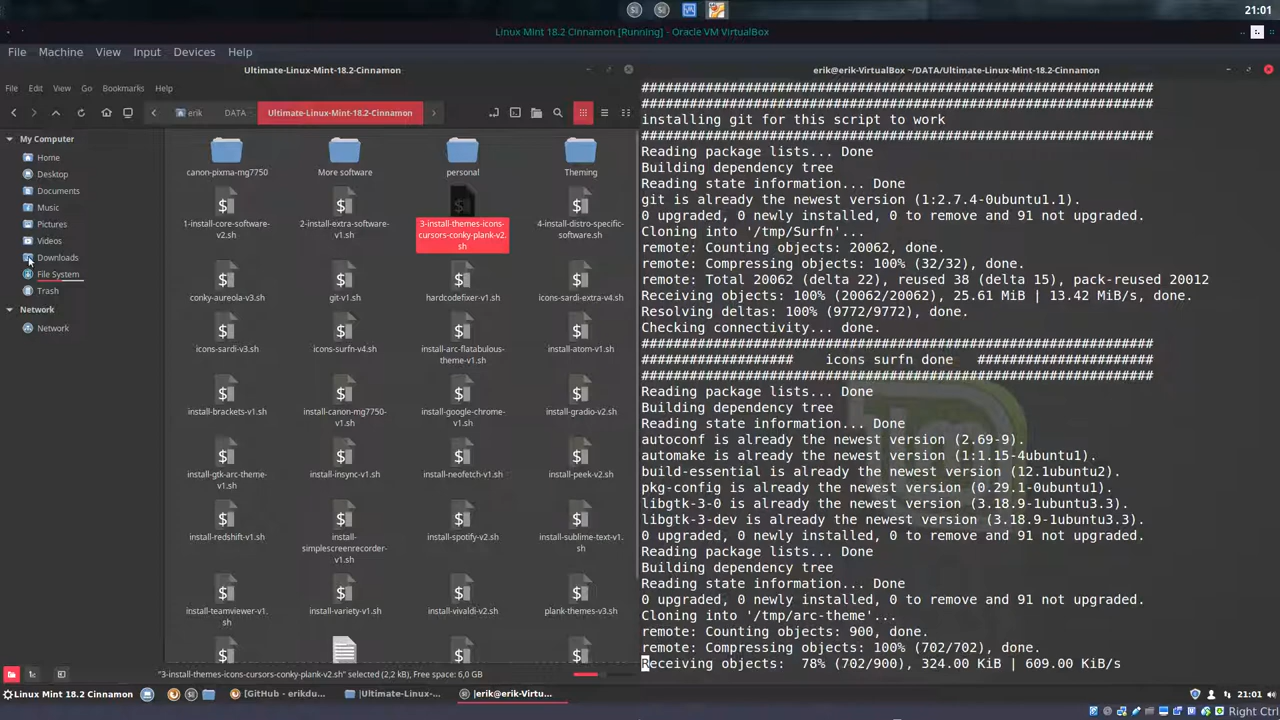 21:01
Linux Mint 18.2 Cinnamon [Running] - Oracle VM VirtualBox
File Machine View Input Devices Help
Ultimate-Linux-Mint-18.2-Cinnamon
File Edit View Go Bookmarks Help
erik DATA Ultimate-Linux-Mint-18.2-Cinnamon
My Computer
Home
Desktop
Documents
Music
Pictures
Videos
Downloads
File System
Trash
Network
Network
canon-pixma-mg7750
More software
personal
Theming
1-install-core-software-
v2.sh
2-install-extra-software-
v1.sh
3-install-themes-icons-
cursors-conky-plank-v2.
sh
4-install-distro-specific-
software.sh
conky-aureola-v3.sh
git-v1.sh
hardcodefixer-v1.sh
icons-sardi-extra-v4.sh
icons-sardi-v3.sh
icons-surfn-v4.sh
install-arc-flatabulous-
theme-v1.sh
install-atom-v1.sh
install-brackets-v1.sh
install-canon-mg7750-
v1.sh
install-google-chrome-
v1.sh
install-gradio-v2.sh
install-gtk-arc-theme-
v1.sh
install-insync-v1.sh
install-neofetch-v1.sh
install-peek-v2.sh
install-redshift-v1.sh
install-
simplescreenrecorder-
v1.sh
install-spotify-v2.sh
install-sublime-text-v1.
sh
install-teamviewer-v1.
sh
install-variety-v1.sh
install-vivaldi-v2.sh
plank-themes-v3.sh
"3-install-themes-icons-cursors-conky-plank-v2.sh" selected (2,2 kB), Free space: 6,0 GB
erik@erik-VirtualBox ~/DATA/Ultimate-Linux-Mint-18.2-Cinnamon
################################################################
################################################################
installing git for this script to work
################################################################
Reading package lists... Done
Building dependency tree
Reading state information... Done
git is already the newest version (1:2.7.4-0ubuntu1.1).
0 upgraded, 0 newly installed, 0 to remove and 91 not upgraded.
Cloning into '/tmp/Surfn'...
remote: Counting objects: 20062, done.
remote: Compressing objects: 100% (32/32), done.
remote: Total 20062 (delta 22), reused 38 (delta 15), pack-reused 20012
Receiving objects: 100% (20062/20062), 25.61 MiB | 13.42 MiB/s, done.
Resolving deltas: 100% (9772/9772), done.
Checking connectivity... done.
################################################################
################### icons surfn done ######################
################################################################
Reading package lists... Done
Building dependency tree
Reading state information... Done
autoconf is already the newest version (2.69-9).
automake is already the newest version (1:1.15-4ubuntu1).
build-essential is already the newest version (12.1ubuntu2).
pkg-config is already the newest version (0.29.1-0ubuntu1).
libgtk-3-0 is already the newest version (3.18.9-1ubuntu3.3).
libgtk-3-dev is already the newest version (3.18.9-1ubuntu3.3).
0 upgraded, 0 newly installed, 0 to remove and 91 not upgraded.
Reading package lists... Done
Building dependency tree
Reading state information... Done
0 upgraded, 0 newly installed, 0 to remove and 91 not upgraded.
Cloning into '/tmp/arc-theme'...
remote: Counting objects: 900, done.
remote: Compressing objects: 100% (702/702), done.
Receiving objects:  78% (702/900), 324.00 KiB | 609.00 KiB/s
Linux Mint 18.2 Cinnamon [GitHub - erikdu... |Ultimate-Linux-... |erik@erik-Virtu... 21:01
Right Ctrl